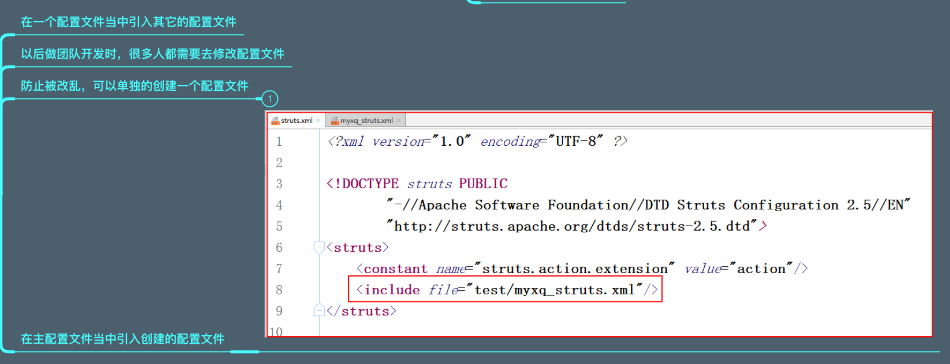 在一个配置文件当中引入其它的配置文件
以后做团队开发时，很多人都需要去修改配置文件
防止被改乱，可以单独的创建一个配置文件
1
struts.xml × myxq_struts.xml ×
1 <?xml version="1.0" encoding="UTF-8" ?>
2
3 <!DOCTYPE struts PUBLIC
4 "-//Apache Software Foundation//DTD Struts Configuration 2.5//EN"
5 "http://struts.apache.org/dtds/struts-2.5.dtd">
6 <struts>
7 <constant name="struts.action.extension" value="action"/>
8 <include file="test/myxq_struts.xml"/>
9 </struts>
10
在主配置文件当中引入创建的配置文件